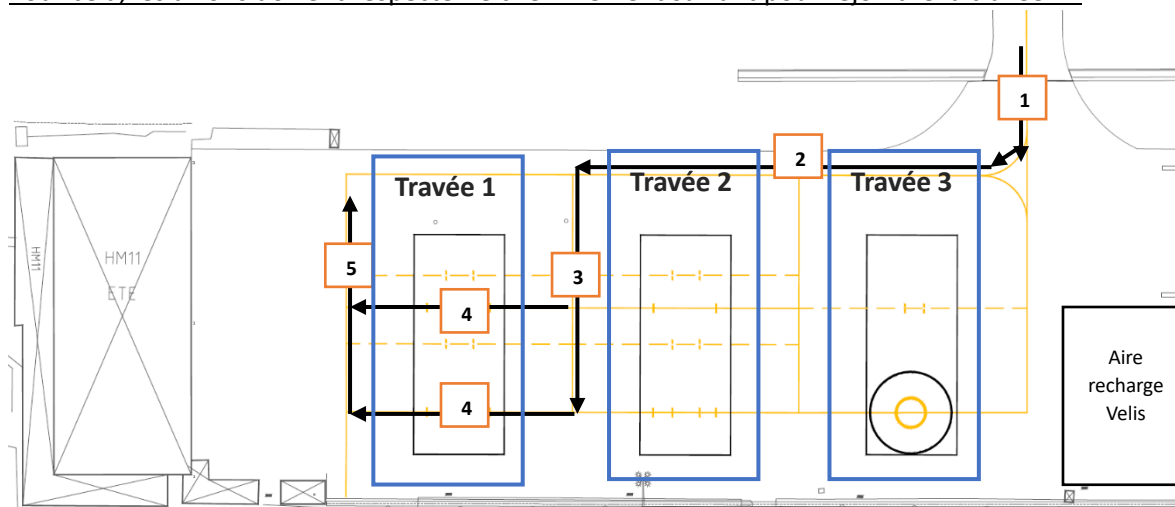 1
2
Travée 1
Travée 2
Travée 3
HM11
HM11
ETE
5
3
4
4
Aire
recharge
Velis